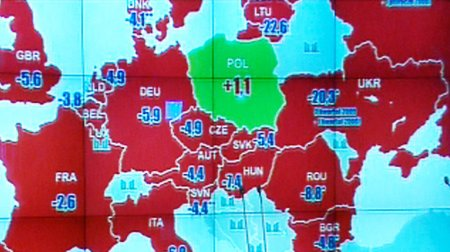 DNK
-4,1**
LTU
-22,6
GBR
-5,6
POL
+1,1
-4,9
NLD
DEU
UKR
-3,8
-5,9
-20,3*
BEL
LUX
-4,9
CZE
SVK
-5,4
AUT
-4,4
HUN
-7,4
ROU
-8,8*
FRA
-2,6
SVN
-4,4
ITA
BGR
-4,8*
b.d.
b.d.
b.d.
b.d.